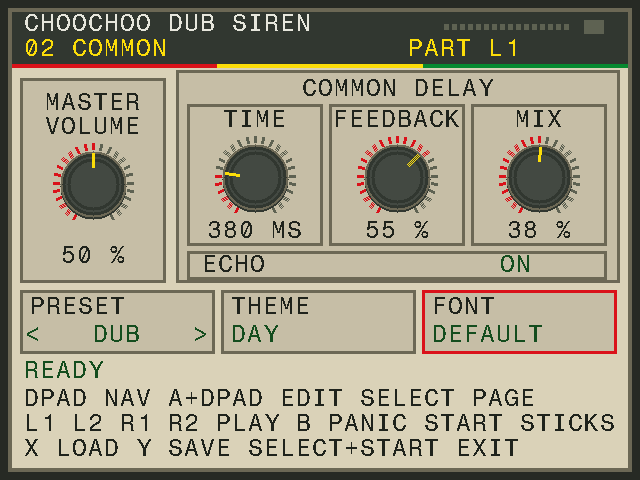 CHOOCHOO DUB SIREN
02 COMMON PART L1
MASTER
VOLUME
50 %
COMMON DELAY
TIME FEEDBACK MIX
380 MS 55 % 38 %
ECHO ON
PRESET
< DUB >
THEME
DAY
FONT
DEFAULT
READY
DPAD NAV A+DPAD EDIT SELECT PAGE
L1 L2 R1 R2 PLAY B PANIC START STICKS
X LOAD Y SAVE SELECT+START EXIT